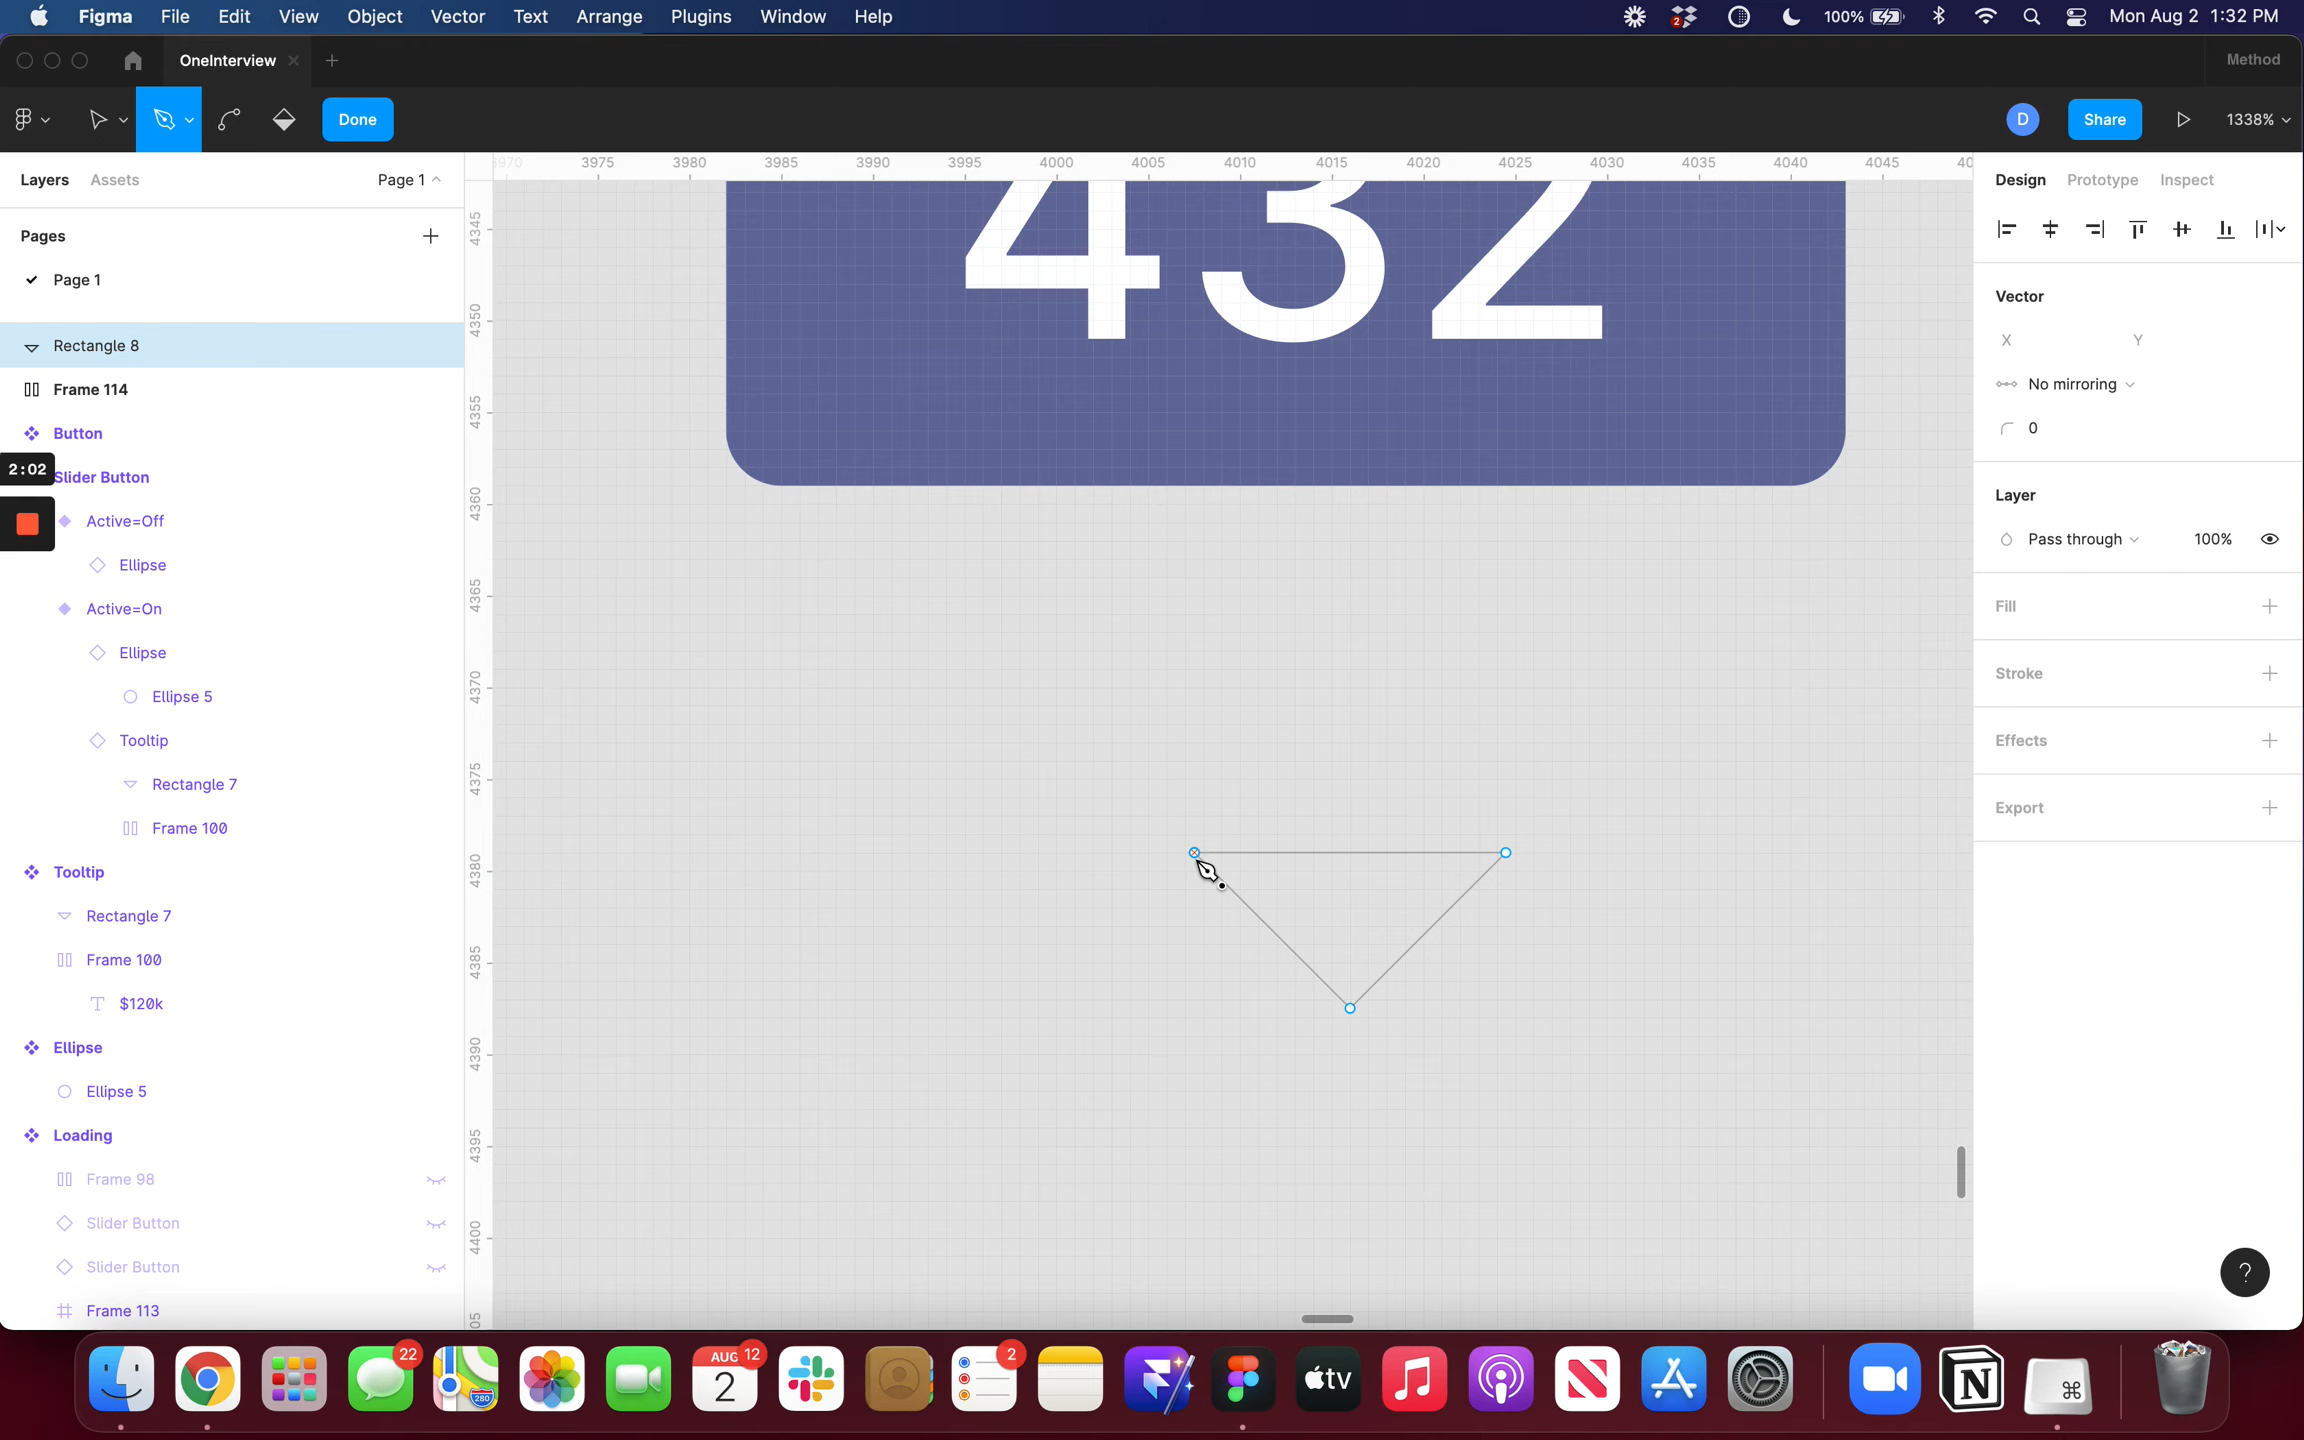 Figma File Edit View Object Vector Text Arrange Plugins Window Help 2 100% Mon Aug 2 1:32 PM
OneInterview Method
Done D Share 1338%
Layers Assets Page 1
3970 3975 3980 3985 3990 3995 4000 4005 4010 4015 4020 4025 4030 4035 4040 4045 40
Design Prototype Inspect
Pages
Page 1
Rectangle 8
Frame 114
Button
2:02
Slider Button
Active=Off
Ellipse
Active=On
Ellipse
Ellipse 5
Tooltip
Rectangle 7
Frame 100
Tooltip
Rectangle 7
Frame 100
$120k
Ellipse
Ellipse 5
Loading
Frame 98
Slider Button
Slider Button
Frame 113
4345
4350
4355
4360
4365
4370
4375
4380
4385
4390
4395
4400
05
432
Vector
X Y
No mirroring
0
Layer
Pass through 100%
Fill
Stroke
Effects
Export
?
22
280
AUG 12
2
2
tv
N
⌘